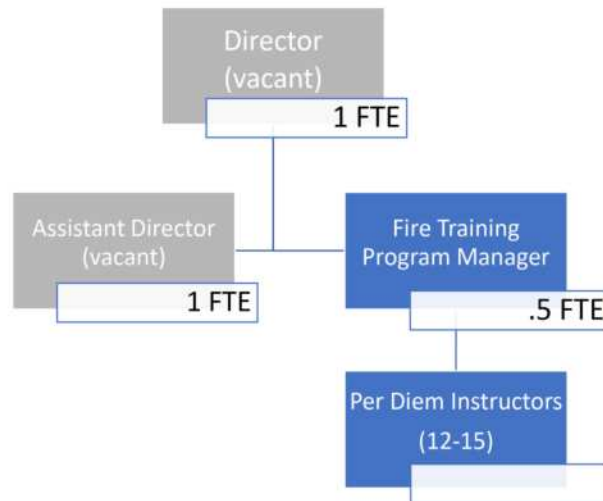 Director
(vacant)
1 FTE
Assistant Director
(vacant)
1 FTE
Fire Training
Program Manager
.5 FTE
Per Diem Instructors
(12-15)